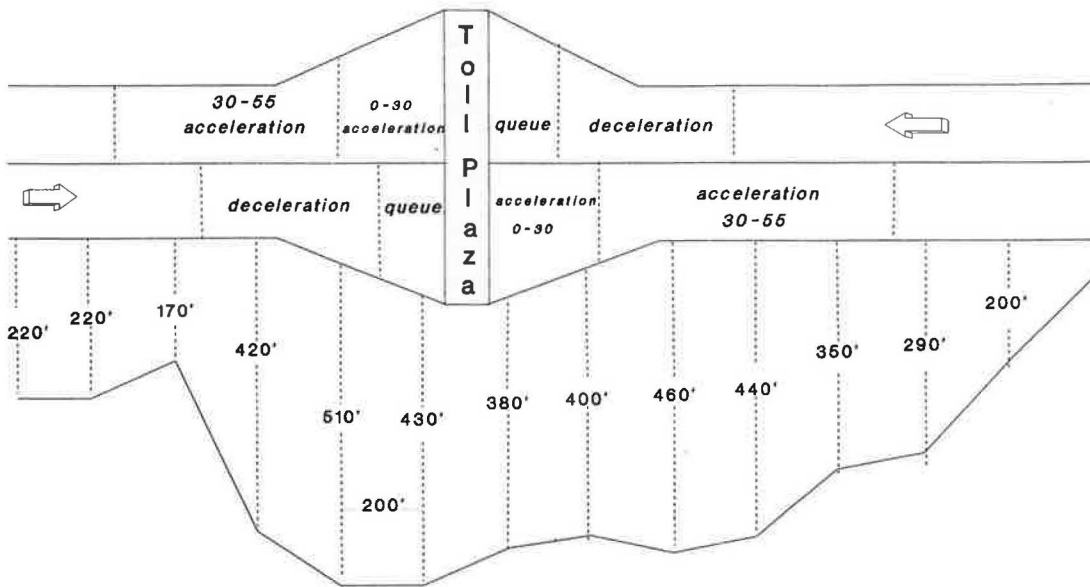 Toll Plaza
30-55
acceleration
0-30
acceleration
queue
deceleration
deceleration
queue
acceleration
0-30
acceleration
30-55
220'
220'
170'
420'
510'
430'
380'
400'
460'
440'
350'
290'
200'
200'